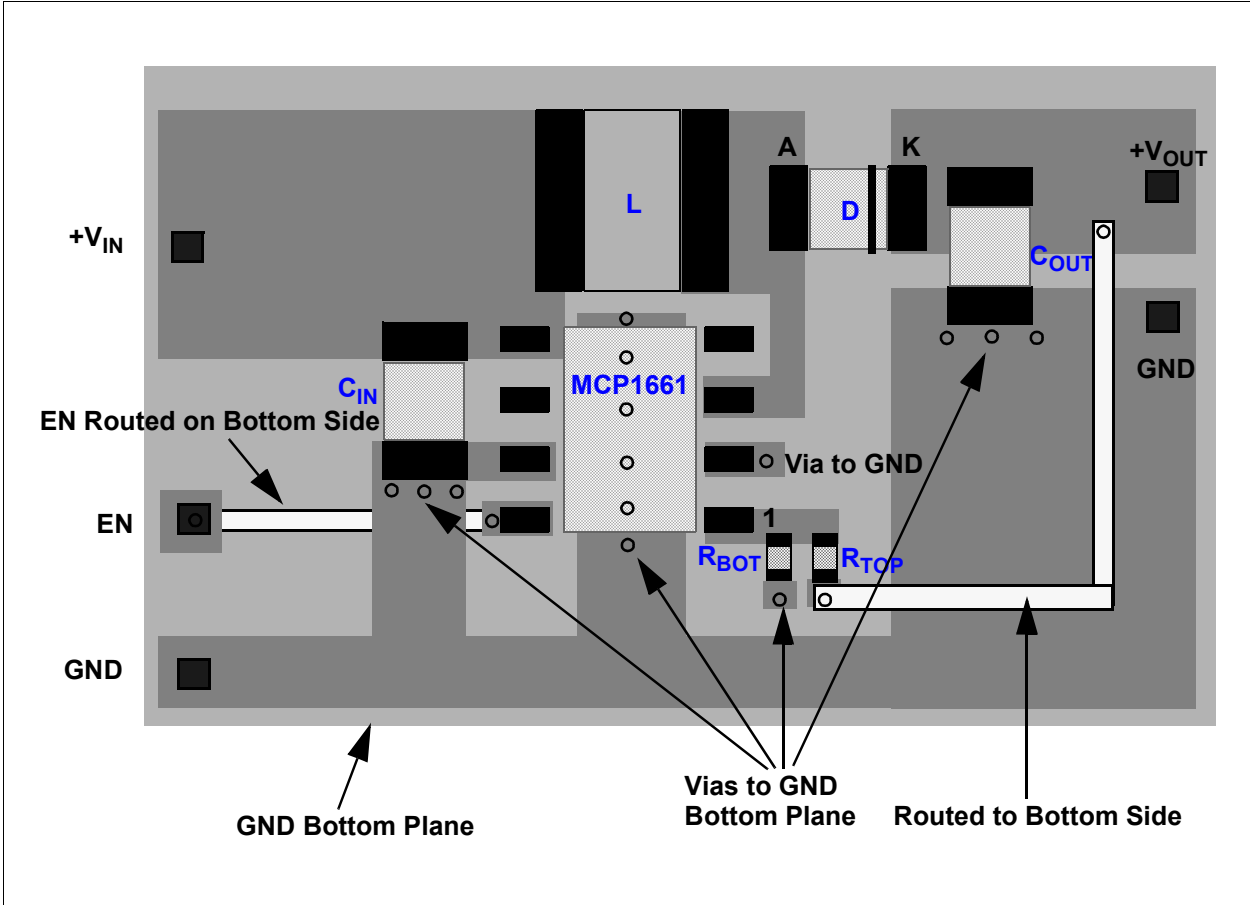 A
K
+VOUT
L
D
+VIN
COUT
MCP1661
GND
CIN
EN Routed on Bottom Side
Via to GND
EN
1
RBOT
RTOP
GND
Vias to GND
Bottom Plane
Routed to Bottom Side
GND Bottom Plane